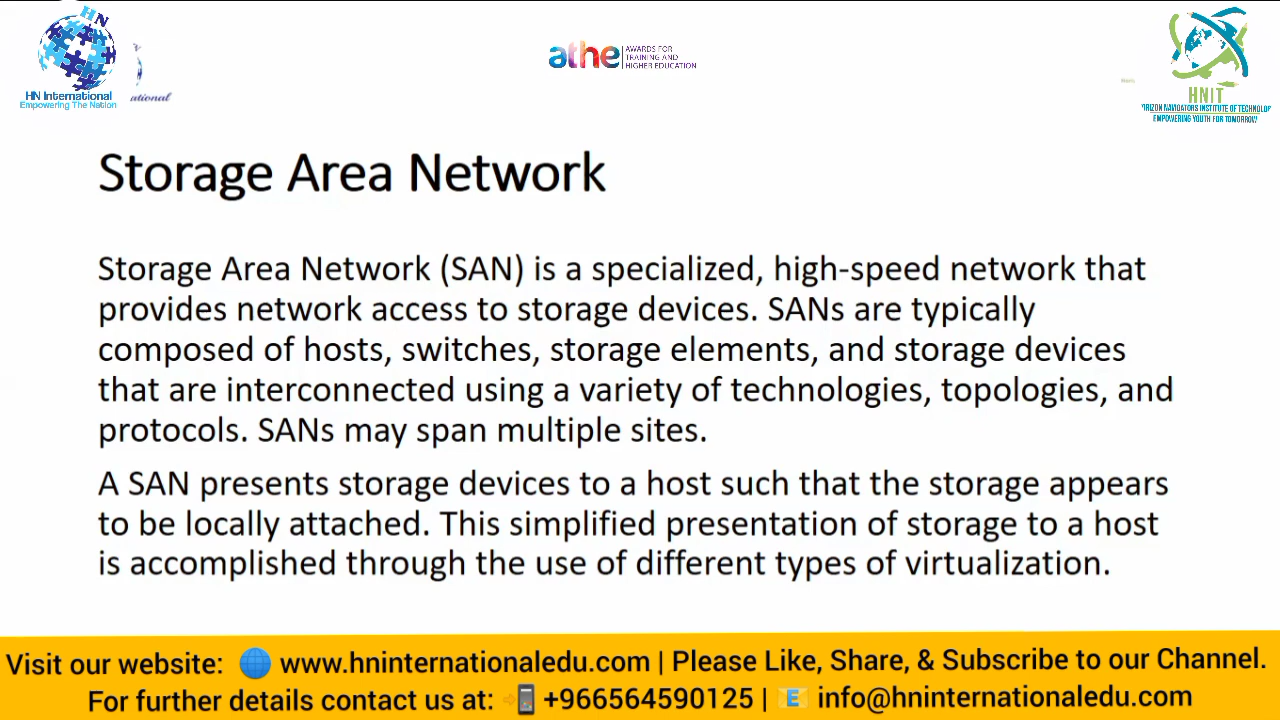 HN
HN International
Empowering The Nation
ational
athe
AWARDS FOR
TRAINING AND
HIGHER EDUCATION
HNIT
EMPOWERING YOUTH FOR TOMORROW
Storage Area Network
Storage Area Network (SAN) is a specialized, high-speed network that
provides network access to storage devices. SANs are typically
composed of hosts, switches, storage elements, and storage devices
that are interconnected using a variety of technologies, topologies, and
protocols. SANs may span multiple sites.
A SAN presents storage devices to a host such that the storage appears
to be locally attached. This simplified presentation of storage to a host
is accomplished through the use of different types of virtualization.
Visit our website: www.hninternationaledu.com | Please Like, Share, & Subscribe to our Channel.
For further details contact us at: +966564590125 | info@hninternationaledu.com